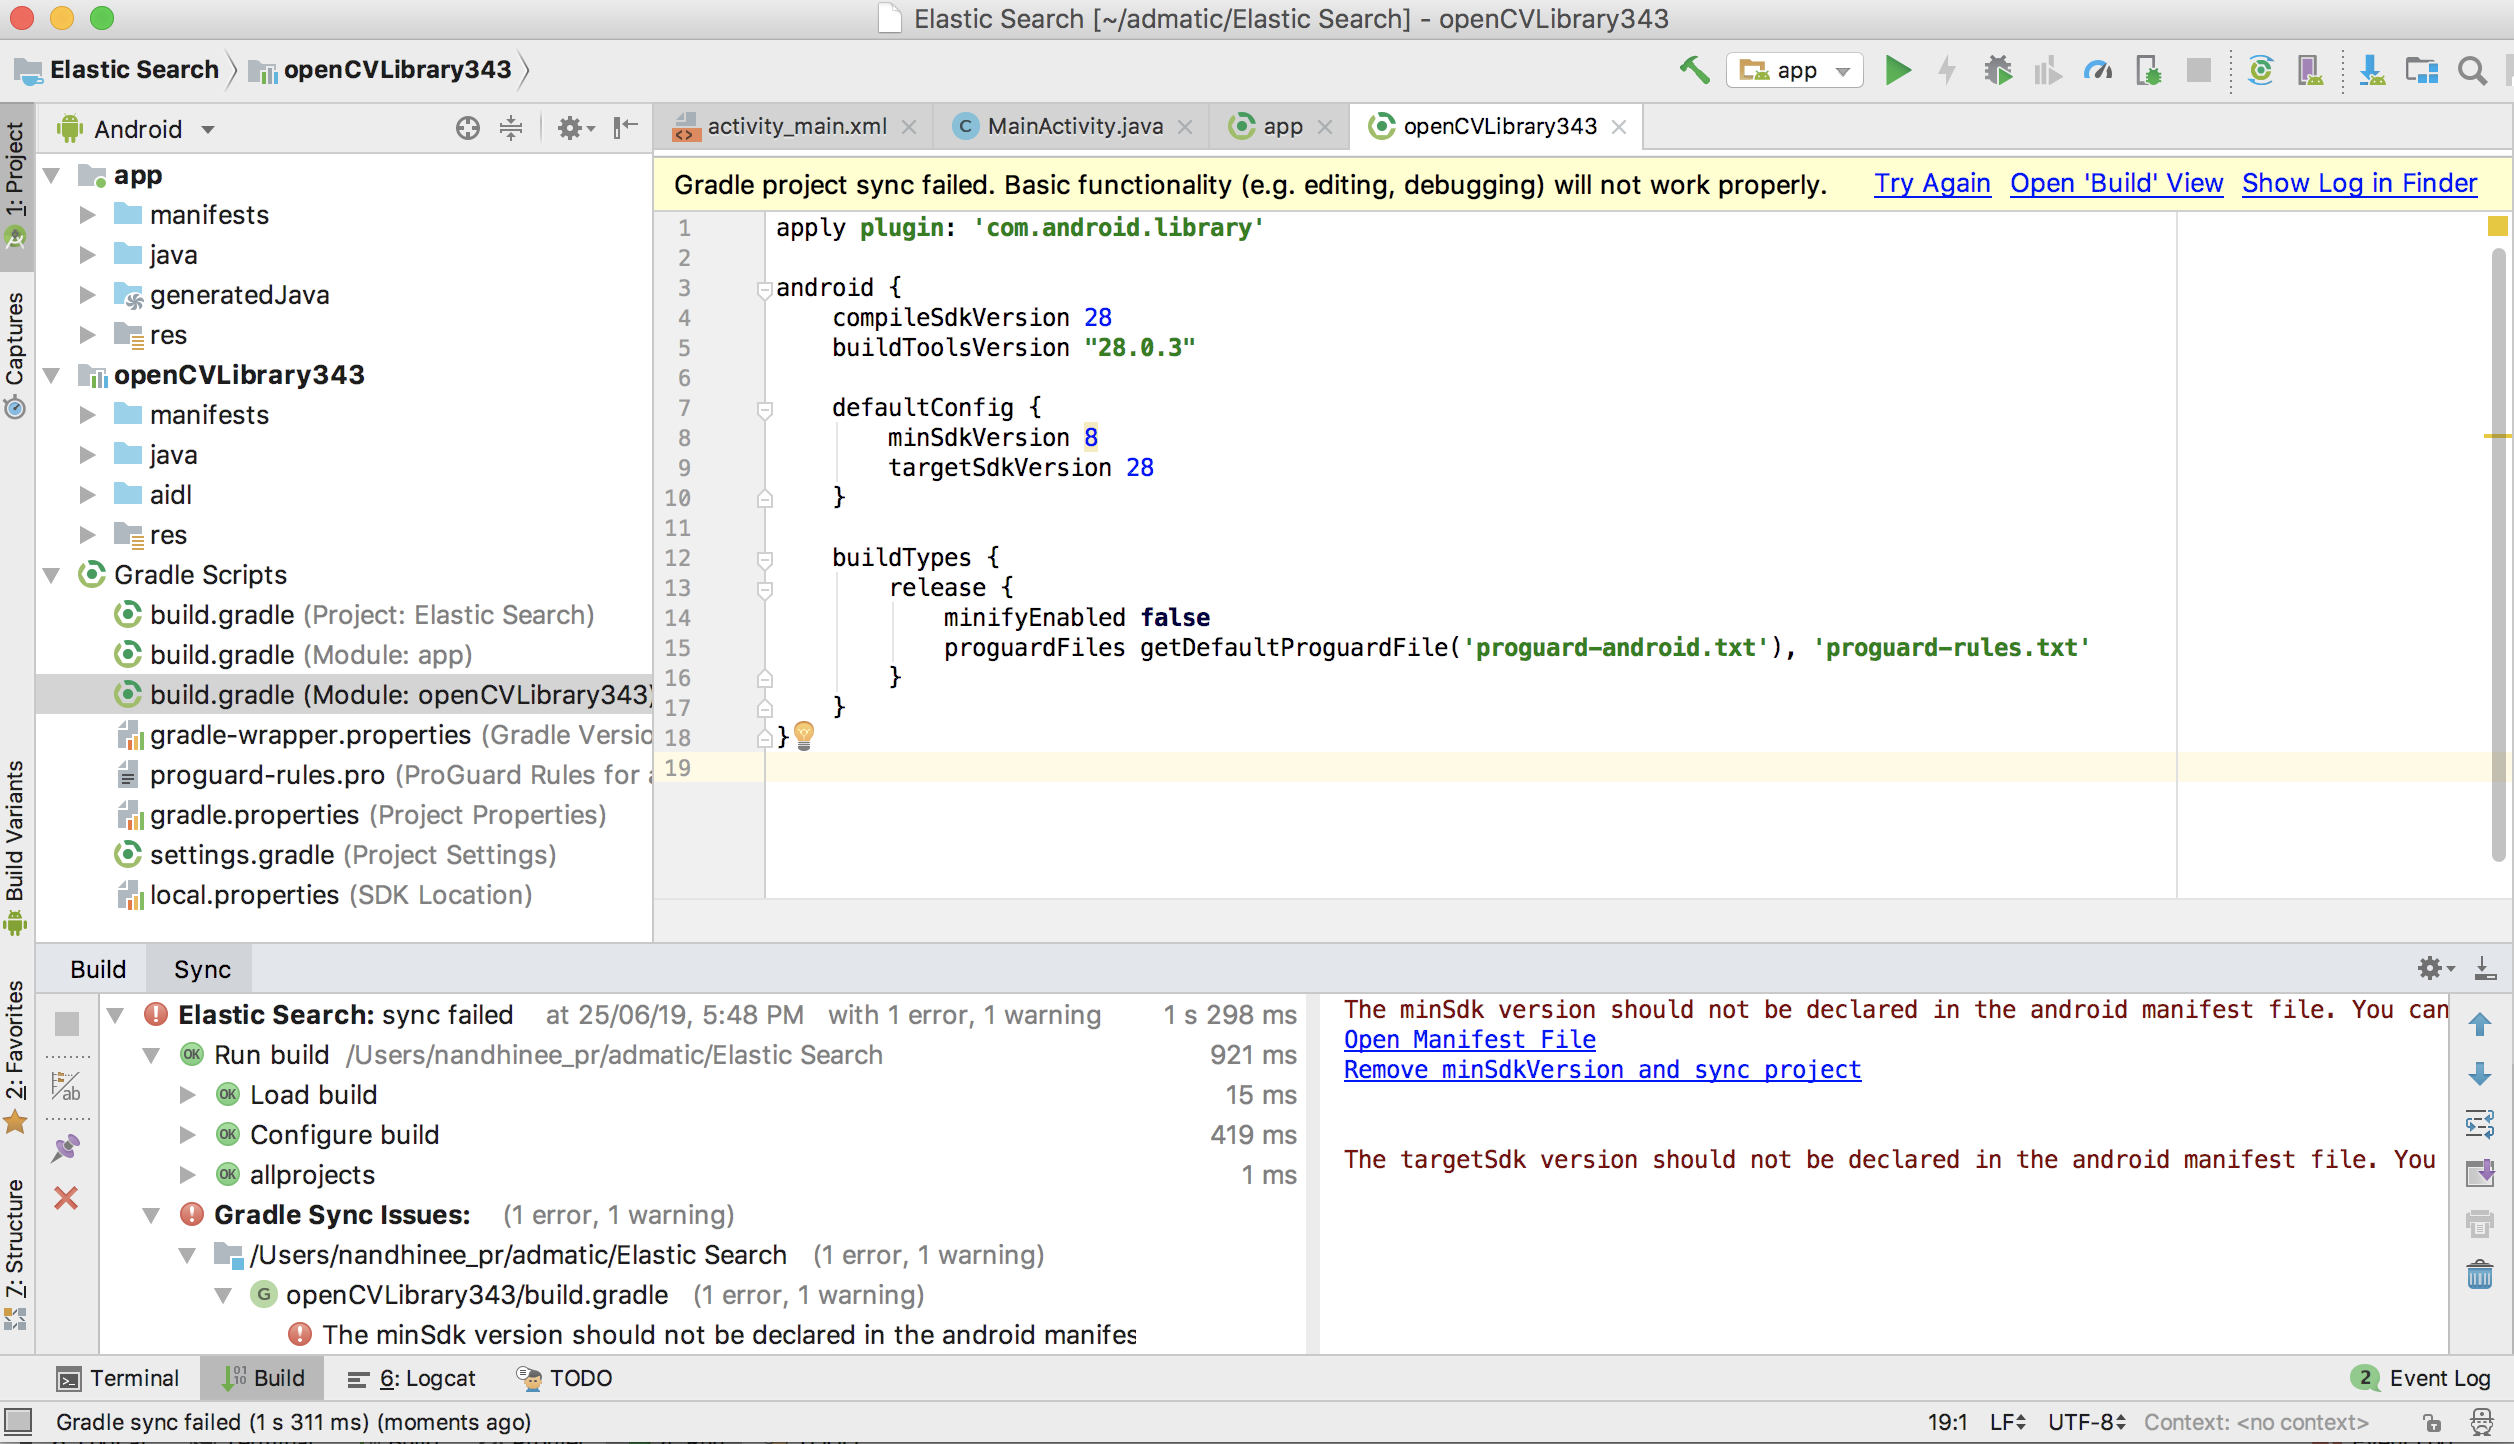 Elastic Search [~/admatic/Elastic Search] - openCVLibrary343
Elastic Search openCVLibrary343
app
1: Project
Captures
Build Variants
2: Favorites
7: Structure
Android
activity_main.xml
MainActivity.java
app
openCVLibrary343
app
manifests
java
generatedJava
res
openCVLibrary343
manifests
java
aidl
res
Gradle Scripts
build.gradle (Project: Elastic Search)
build.gradle (Module: app)
build.gradle (Module: openCVLibrary343)
gradle-wrapper.properties (Gradle Versio
proguard-rules.pro (ProGuard Rules for a
gradle.properties (Project Properties)
settings.gradle (Project Settings)
local.properties (SDK Location)
Gradle project sync failed. Basic functionality (e.g. editing, debugging) will not work properly. Try Again Open 'Build' View Show Log in Finder
1 apply plugin: 'com.android.library'
2
3 android {
4 compileSdkVersion 28
5 buildToolsVersion "28.0.3"
6
7 defaultConfig {
8 minSdkVersion 8
9 targetSdkVersion 28
10 }
11
12 buildTypes {
13 release {
14 minifyEnabled false
15 proguardFiles getDefaultProguardFile('proguard-android.txt'), 'proguard-rules.txt'
16 }
17 }
18 }
19
Build Sync
Elastic Search: sync failed at 25/06/19, 5:48 PM with 1 error, 1 warning 1 s 298 ms
Run build /Users/nandhinee_pr/admatic/Elastic Search 921 ms
Load build 15 ms
Configure build 419 ms
allprojects 1 ms
Gradle Sync Issues: (1 error, 1 warning)
/Users/nandhinee_pr/admatic/Elastic Search (1 error, 1 warning)
openCVLibrary343/build.gradle (1 error, 1 warning)
The minSdk version should not be declared in the android manifes
The minSdk version should not be declared in the android manifest file. You can
Open Manifest File
Remove minSdkVersion and sync project
The targetSdk version should not be declared in the android manifest file. You
Terminal Build 6: Logcat TODO 2 Event Log
Gradle sync failed (1 s 311 ms) (moments ago) 19:1 LF UTF-8 Context: <no context>